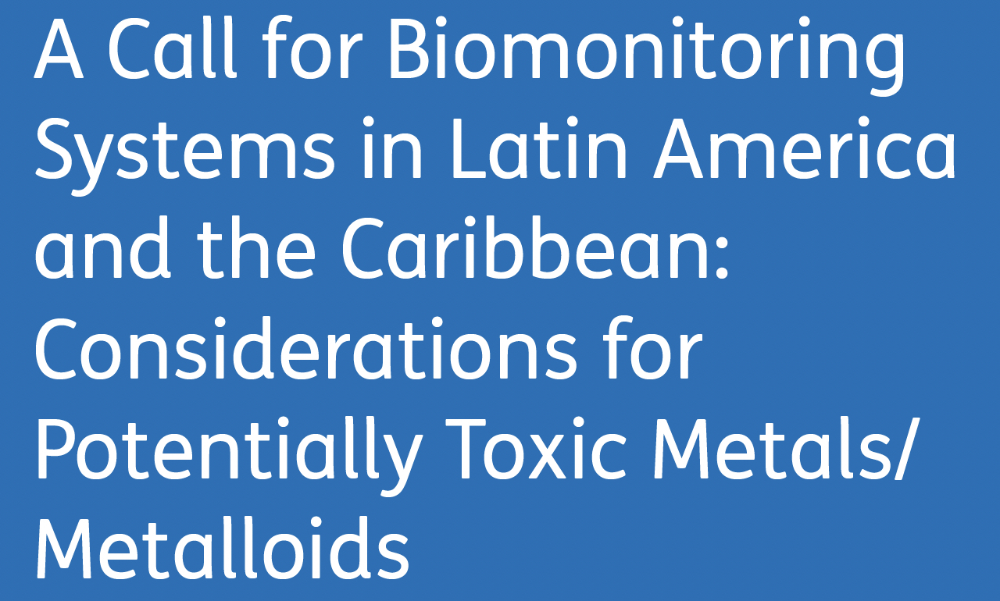 A Call for Biomonitoring
Systems in Latin America
and the Caribbean:
Considerations for
Potentially Toxic Metals/
Metalloids